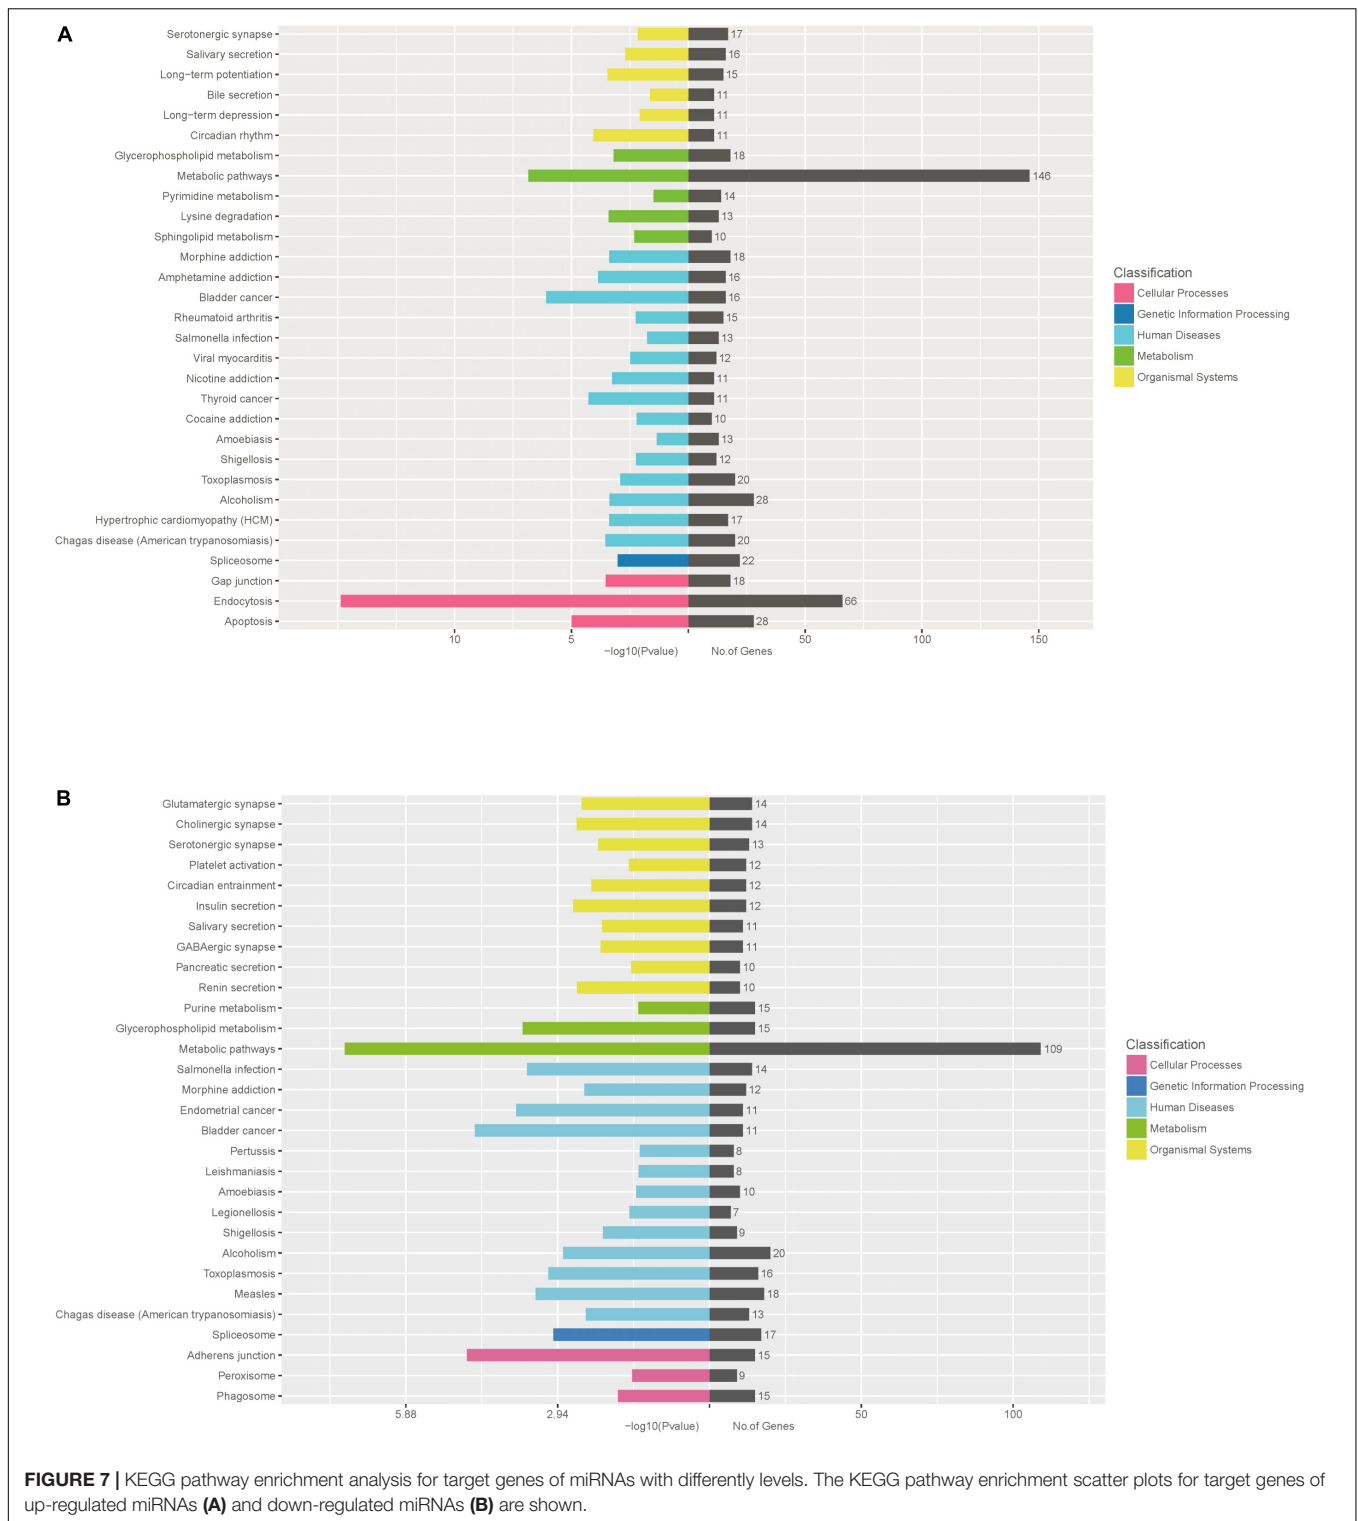 A
Serotonergic synapse 17
Salivary secretion 16
Long-term potentiation 15
Bile secretion 11
Long-term depression 11
Circadian rhythm 11
Glycerophospholipid metabolism 18
Metabolic pathways 146
Pyrimidine metabolism 14
Lysine degradation 13
Sphingolipid metabolism 10
Morphine addiction 18
Amphetamine addiction 16
Bladder cancer 16
Rheumatoid arthritis 15
Salmonella infection 13
Viral myocarditis 12
Nicotine addiction 11
Thyroid cancer 11
Cocaine addiction 10
Amoebiasis 13
Shigellosis 12
Toxoplasmosis 20
Alcoholism 28
Hypertrophic cardiomyopathy (HCM) 17
Chagas disease (American trypanosomiasis) 20
Spliceosome 22
Gap junction 18
Endocytosis 66
Apoptosis 28
10 5 50 100 150
−log10(Pvalue) No.of Genes
Classification
Cellular Processes
Genetic Information Processing
Human Diseases
Metabolism
Organismal Systems
B
Glutamatergic synapse 14
Cholinergic synapse 14
Serotonergic synapse 13
Platelet activation 12
Circadian entrainment 12
Insulin secretion 12
Salivary secretion 11
GABAergic synapse 11
Pancreatic secretion 10
Renin secretion 10
Purine metabolism 15
Glycerophospholipid metabolism 15
Metabolic pathways 109
Salmonella infection 14
Morphine addiction 12
Endometrial cancer 11
Bladder cancer 11
Pertussis 8
Leishmaniasis 8
Amoebiasis 10
Legionellosis 7
Shigellosis 9
Alcoholism 20
Toxoplasmosis 16
Measles 18
Chagas disease (American trypanosomiasis) 13
Spliceosome 17
Adherens junction 15
Peroxisome 9
Phagosome 15
5.88 2.94 50 100
−log10(Pvalue) No.of Genes
Classification
Cellular Processes
Genetic Information Processing
Human Diseases
Metabolism
Organismal Systems
FIGURE 7 | KEGG pathway enrichment analysis for target genes of miRNAs with differently levels. The KEGG pathway enrichment scatter plots for target genes of
up-regulated miRNAs (A) and down-regulated miRNAs (B) are shown.